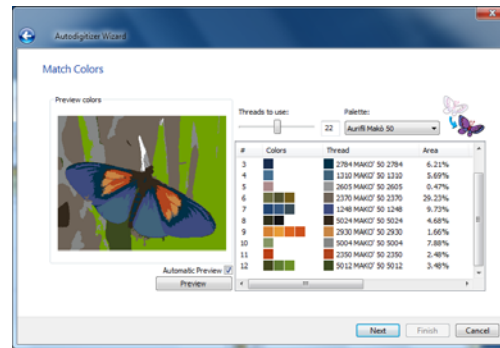 Autodigitizer Wizard
Match Colors
Preview colors
Threads to use:
22
Palette:
Aurifil Makò 50
# Colors Thread Area
3 2784 MAKO' 50 2784 6.21%
4 1310 MAKO' 50 1310 5.69%
5 2605 MAKO' 50 2605 0.47%
6 2370 MAKO' 50 2370 29.23%
7 1248 MAKO' 50 1248 9.73%
8 5024 MAKO' 50 5024 4.68%
9 2930 MAKO' 50 2930 1.66%
10 5004 MAKO' 50 5004 7.88%
11 2350 MAKO' 50 2350 2.48%
12 5012 MAKO' 50 5012 3.48%
Automatic Preview
Preview
Next Finish Cancel